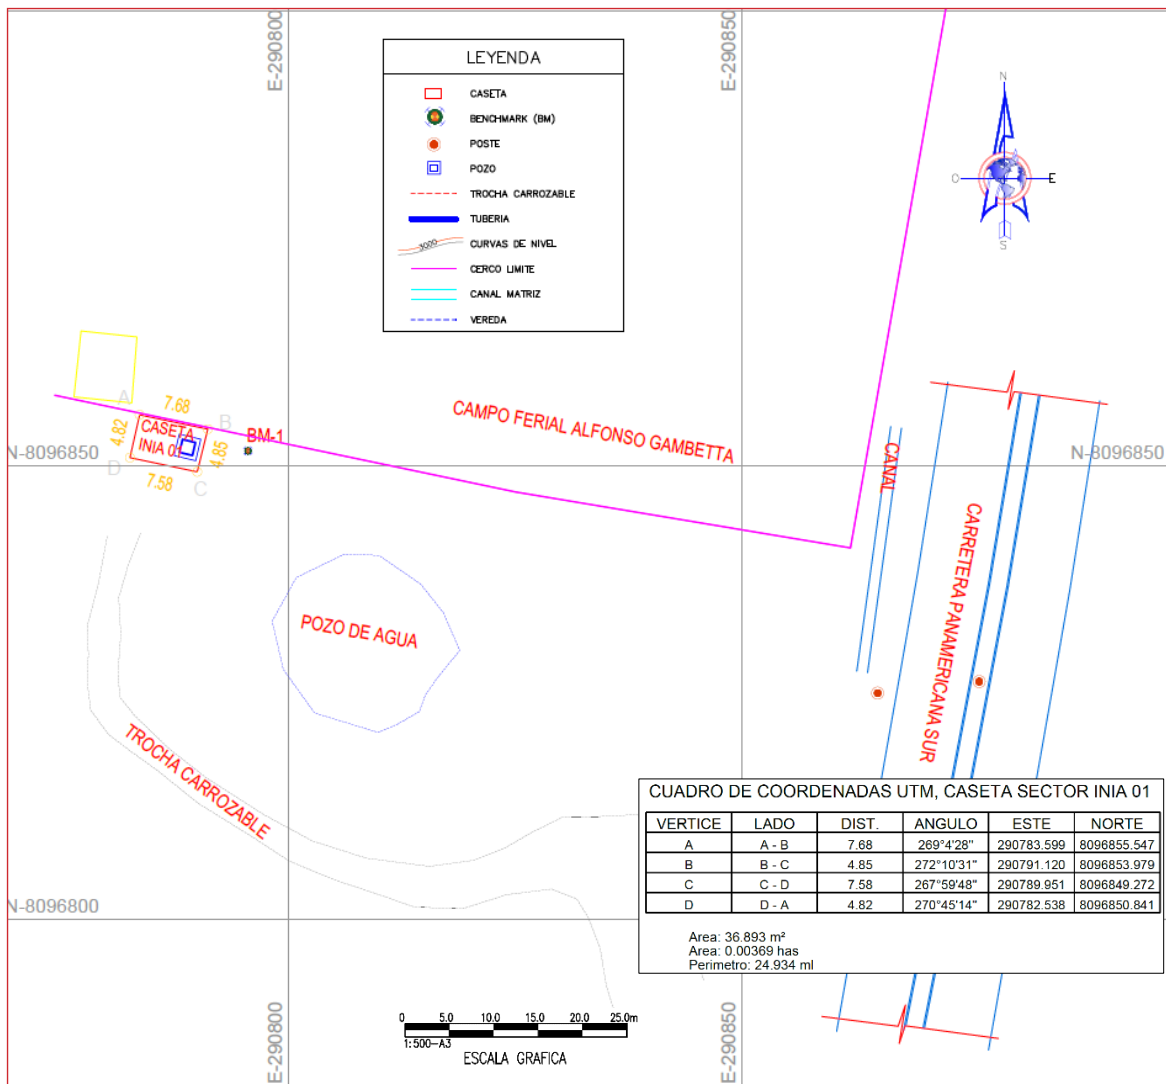 E-290800
E-290850
LEYENDA
CASETA
BENCHMARK (BM)
POSTE
POZO
TROCHA CARROZABLE
TUBERIA
3000
CURVAS DE NIVEL
CERCO LIMITE
CANAL MATRIZ
VEREDA
N
O
E
S
A
7.68
B
CASETA
INIA 01
4.82
4.85
BM-1
D
7.58
C
CAMPO FERIAL ALFONSO GAMBETTA
N-8096850
N-8096850
CANAL
CARRETERA PANAMERICANA SUR
POZO DE AGUA
TROCHA CARROZABLE
CUADRO DE COORDENADAS UTM, CASETA SECTOR INIA 01
VERTICE LADO DIST. ANGULO ESTE NORTE
A A - B 7.68 269°4'28" 290783.599 8096855.547
B B - C 4.85 272°10'31" 290791.120 8096853.979
C C - D 7.58 267°59'48" 290789.951 8096849.272
D D - A 4.82 270°45'14" 290782.538 8096850.841
Area: 36.893 m²
Area: 0.00369 has
Perimetro: 24.934 ml
N-8096800
E-290800
E-290850
0 5.0 10.0 15.0 20.0 25.0m
1:500-A3
ESCALA GRAFICA